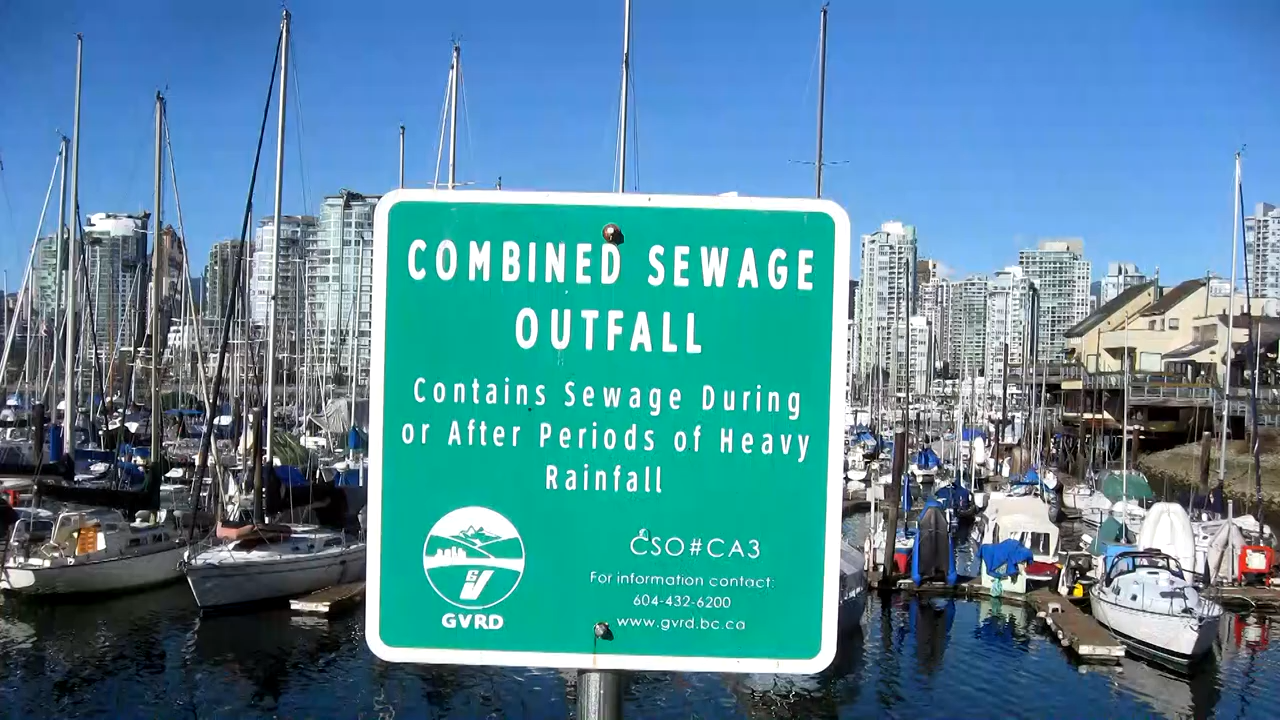 COMBINED SEWAGE
OUTFALL
Contains Sewage During
or After Periods of Heavy
Rainfall
GVRD
CSO#CA3
For information contact:
604-432-6200
www.gvrd.bc.ca